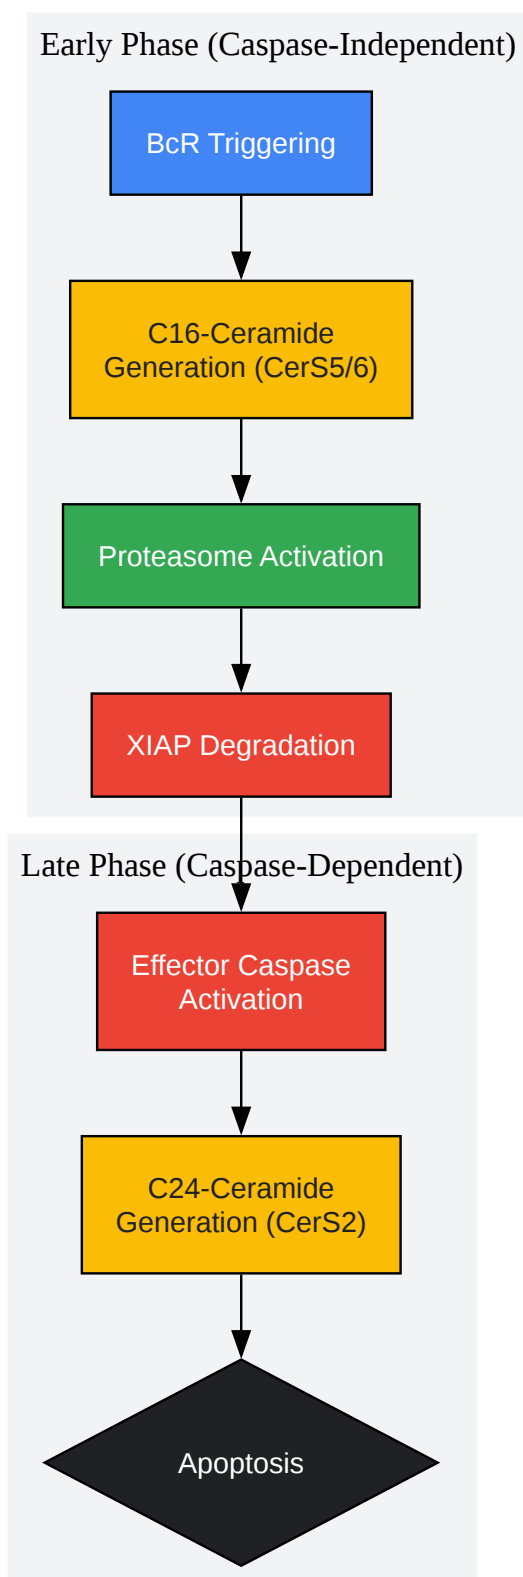 Early Phase (Caspase-Independent)
BcR Triggering
C16-Ceramide
Generation (CerS5/6)
Proteasome Activation
XIAP Degradation
Late Phase (Caspase-Dependent)
Effector Caspase
Activation
C24-Ceramide
Generation (CerS2)
Apoptosis